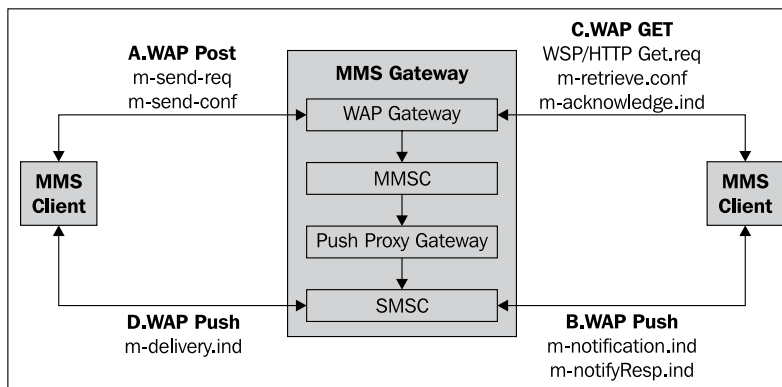 A.WAP Post
m-send-req
m-send-conf
C.WAP GET
WSP/HTTP Get.req
m-retrieve.conf
m-acknowledge.ind
MMS Gateway
WAP Gateway
MMSC
Push Proxy Gateway
SMSC
MMS
Client
MMS
Client
D.WAP Push
m-delivery.ind
B.WAP Push
m-notification.ind
m-notifyResp.ind